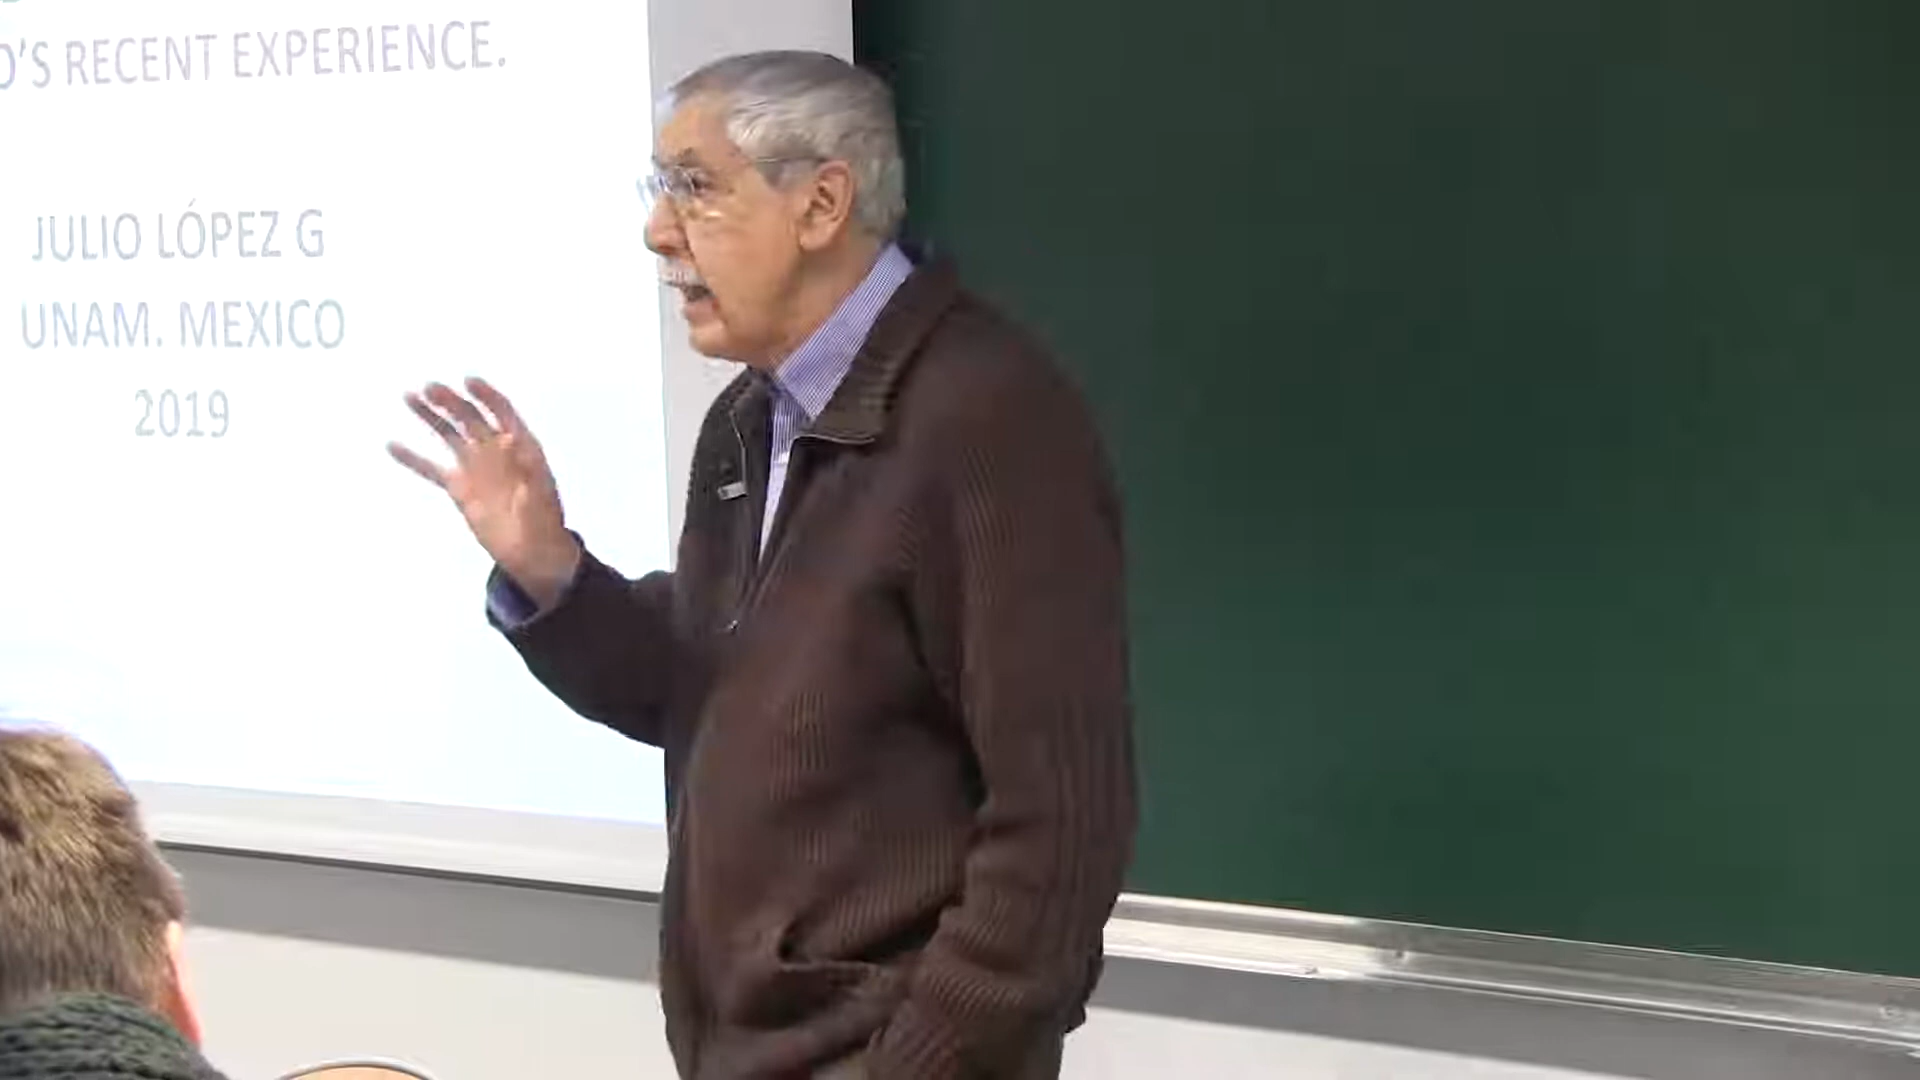 O'S RECENT EXPERIENCE.
JULIO LÓPEZ G
UNAM. MEXICO
2019